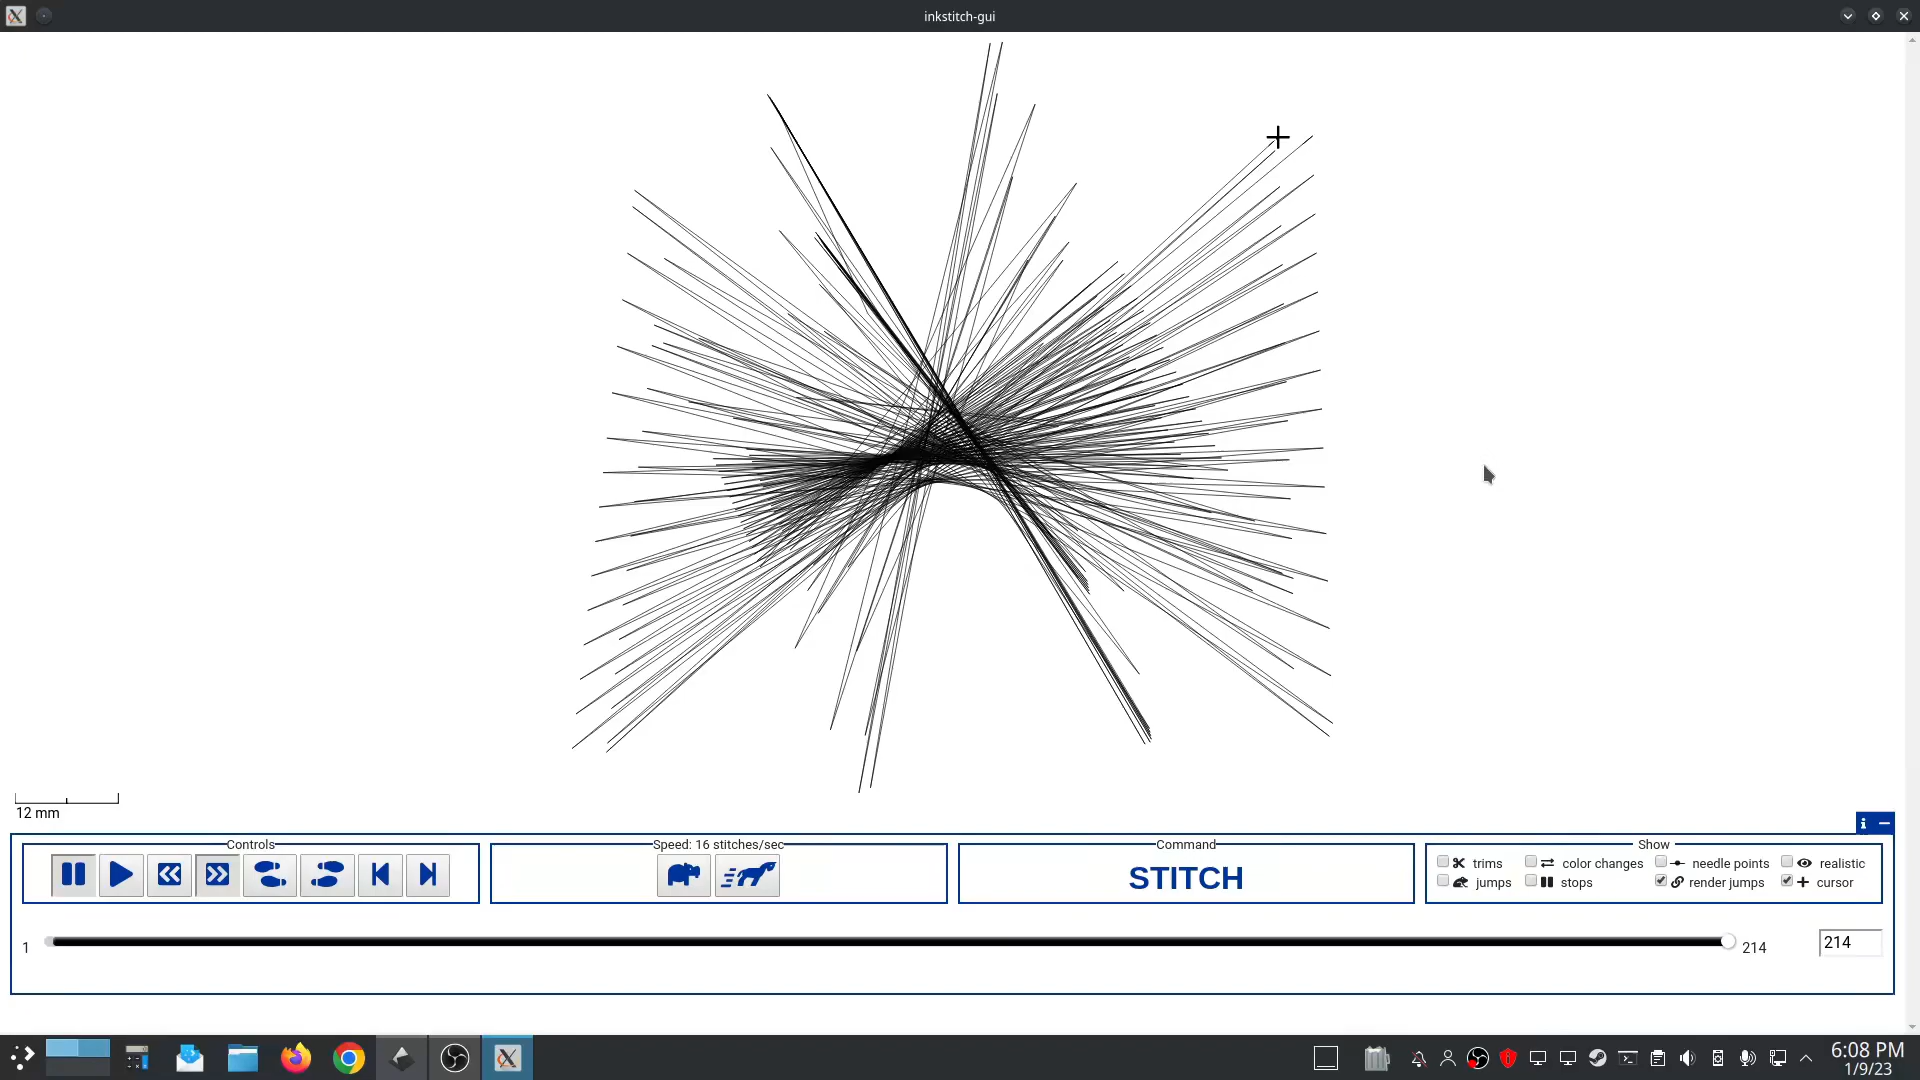 inkstitch-gui
12 mm
i
Controls
Speed: 16 stitches/sec
Command
STITCH
Show
trims
color changes
needle points
realistic
jumps
stops
render jumps
cursor
1
214
214
6:08 PM
1/9/23